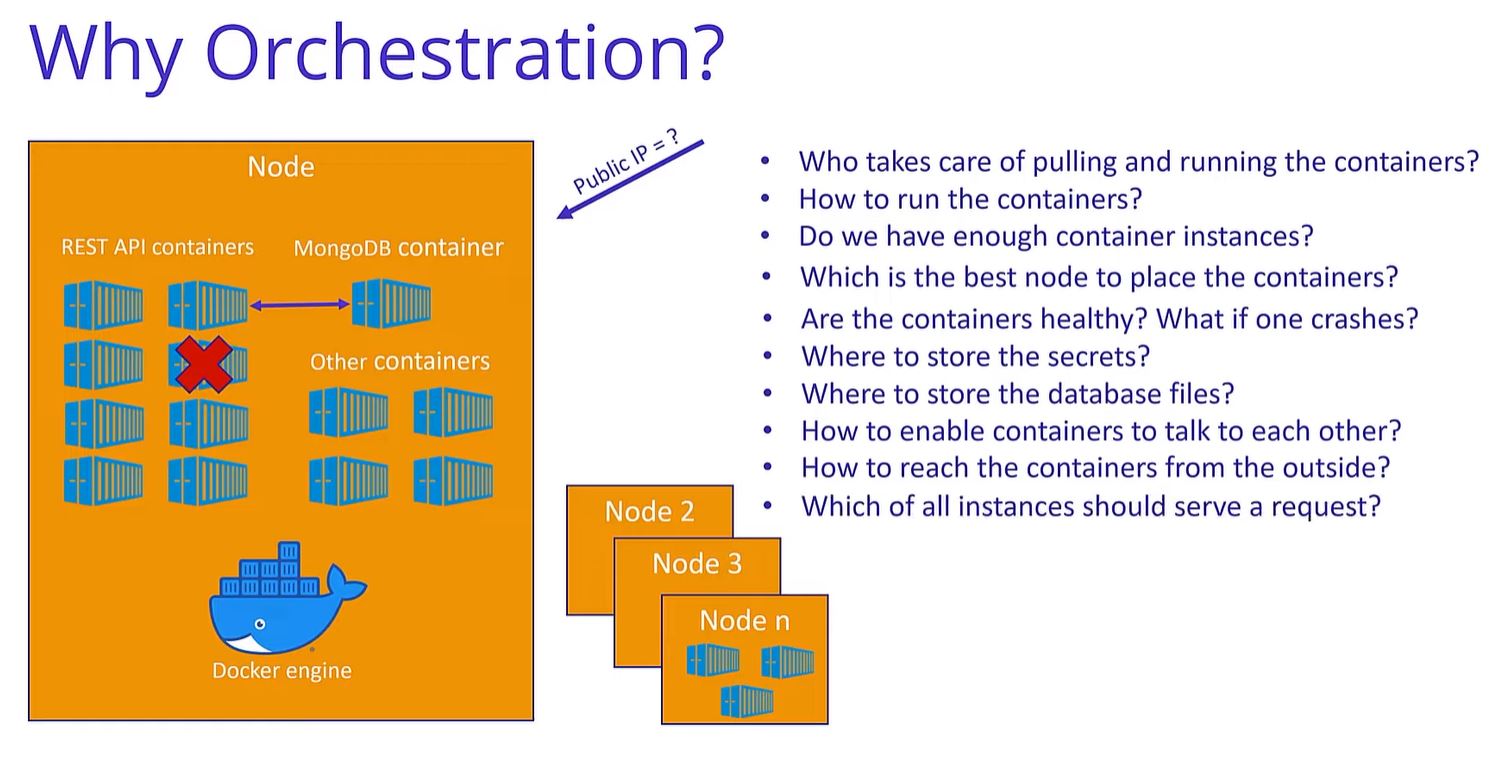 Why Orchestration?
Node
REST API containers
MongoDB container
Other containers
Docker engine
Public IP = ?
Node 2
Node 3
Node n
• Who takes care of pulling and running the containers?
• How to run the containers?
• Do we have enough container instances?
• Which is the best node to place the containers?
• Are the containers healthy? What if one crashes?
• Where to store the secrets?
• Where to store the database files?
• How to enable containers to talk to each other?
• How to reach the containers from the outside?
• Which of all instances should serve a request?